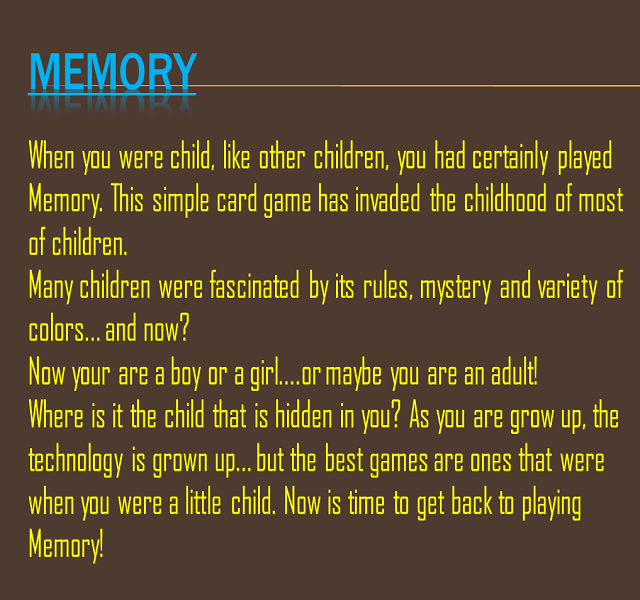 MEMORY
When you were child, like other children, you had certainly played
Memory. This simple card game has invaded the childhood of most
of children.
Many children were fascinated by its rules, mystery and variety of
colors... and now?
Now your are a boy or a girl....or maybe you are an adult!
Where is it the child that is hidden in you? As you are grow up, the
technology is grown up... but the best games are ones that were
when you were a little child. Now is time to get back to playing
Memory!